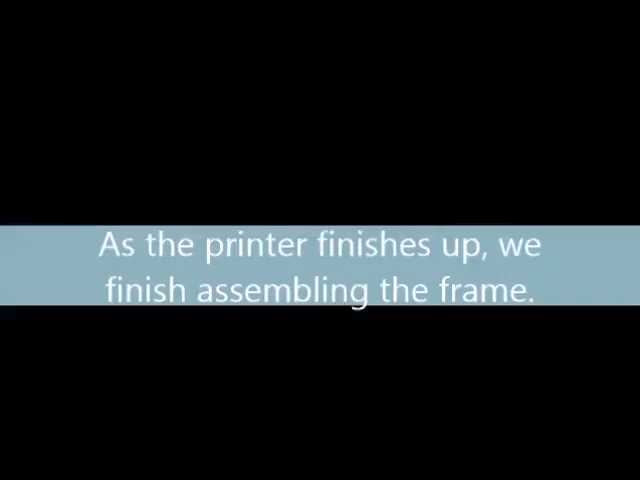 As the printer finishes up, we
finish assembling the frame.